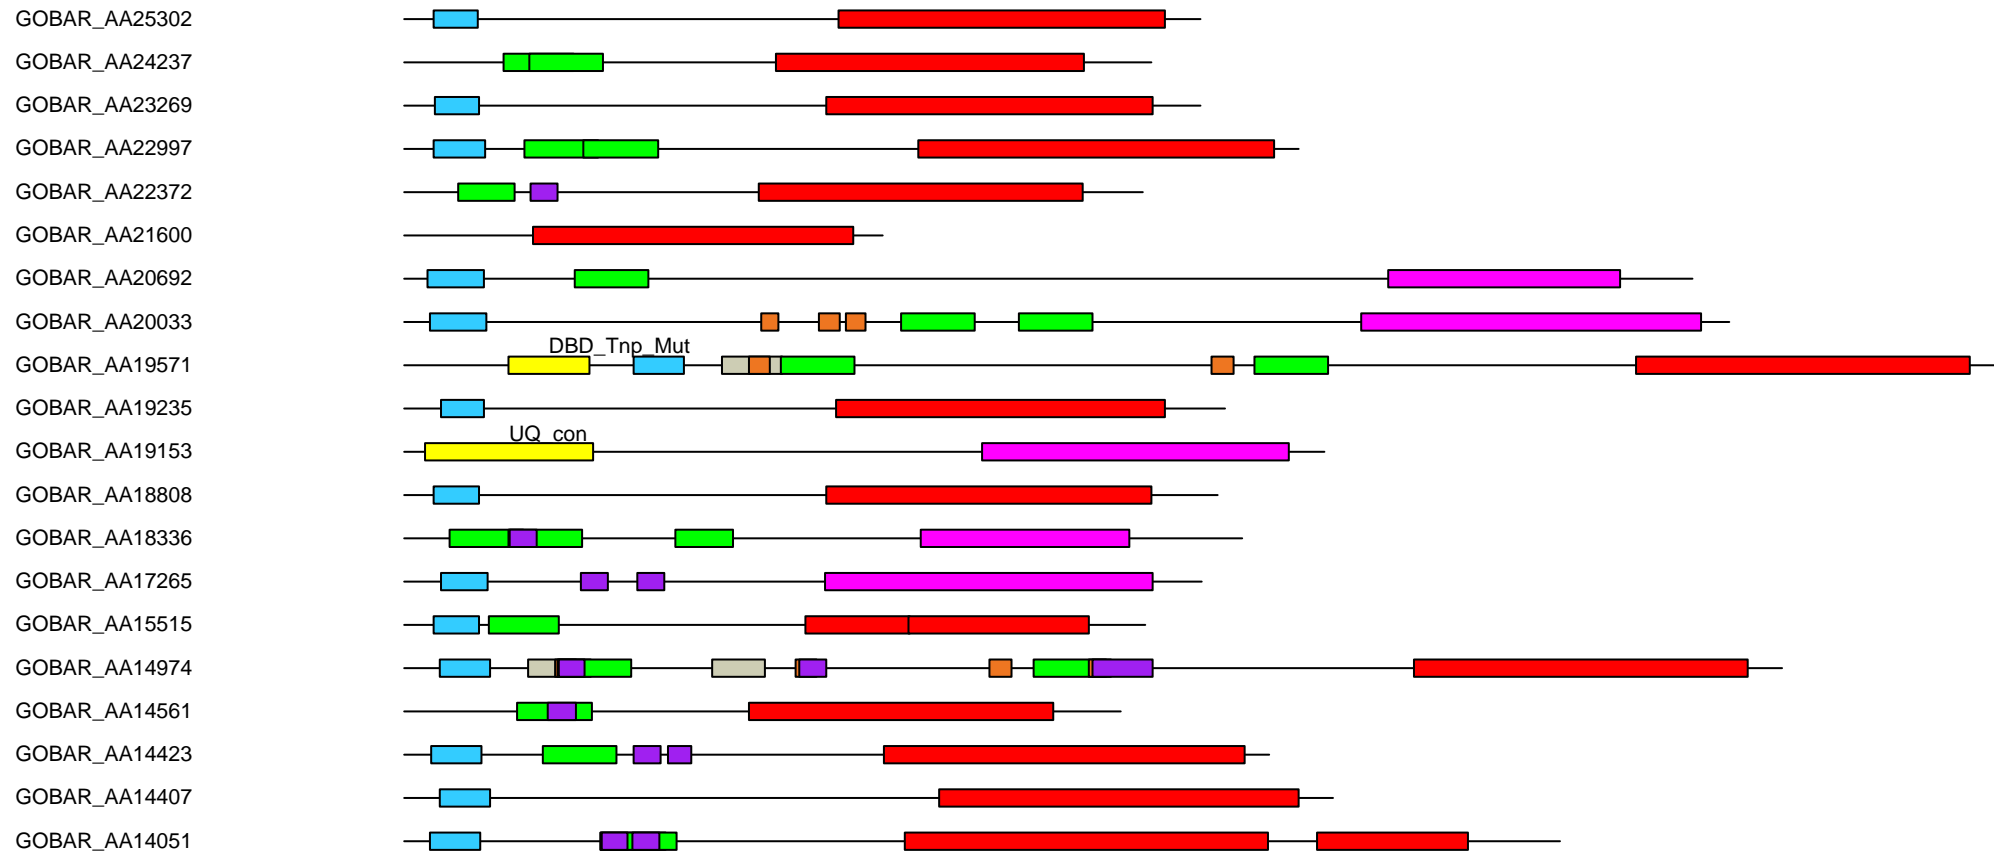 GOBAR_AA25302
GOBAR_AA24237
GOBAR_AA23269
GOBAR_AA22997
GOBAR_AA22372
GOBAR_AA21600
GOBAR_AA20692
GOBAR_AA20033
DBD_Tnp_Mut
GOBAR_AA19571
GOBAR_AA19235
UQ_con
GOBAR_AA19153
GOBAR_AA18808
GOBAR_AA18336
GOBAR_AA17265
GOBAR_AA15515
GOBAR_AA14974
GOBAR_AA14561
GOBAR_AA14423
GOBAR_AA14407
GOBAR_AA14051